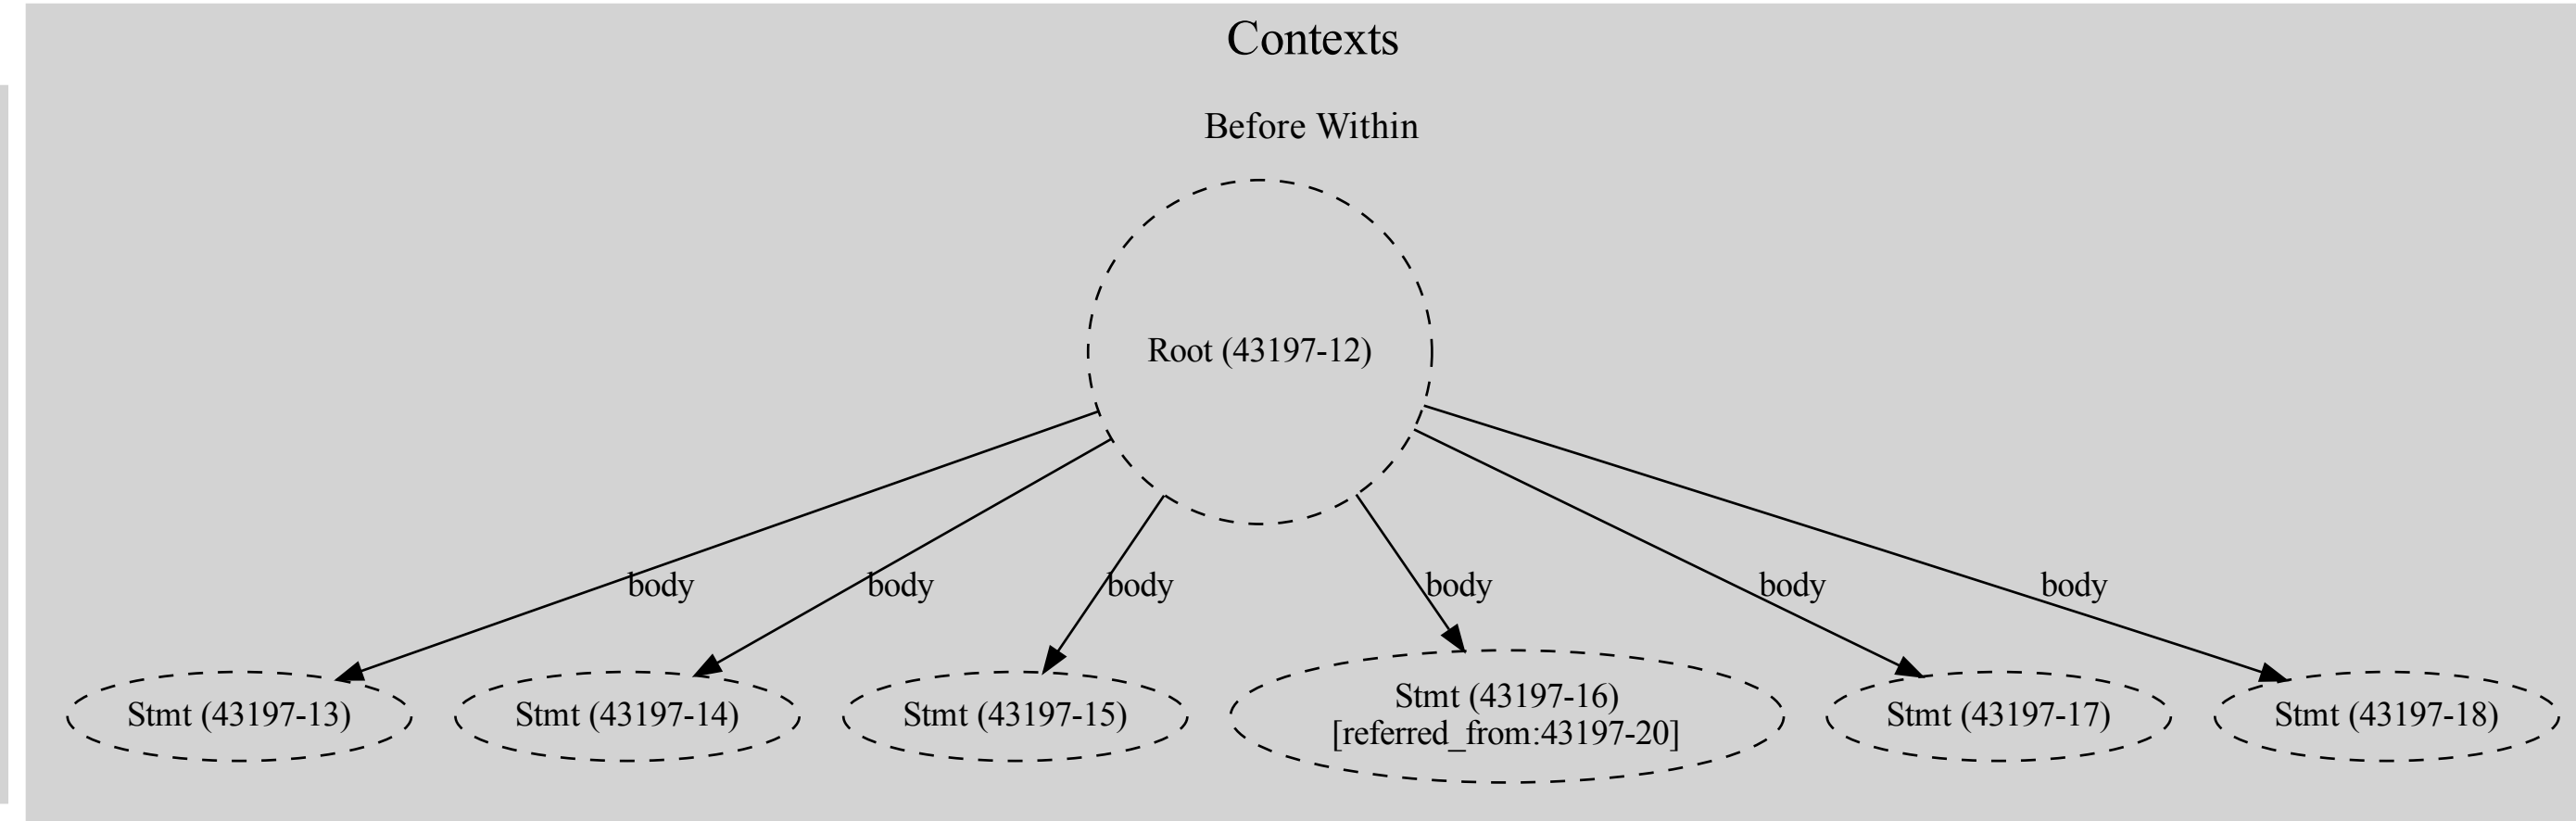 Contexts
Before Within
Root (43197-12)
body
body
body
body
body
body
Stmt (43197-13)
Stmt (43197-14)
Stmt (43197-15)
Stmt (43197-16)
[referred_from:43197-20]
Stmt (43197-17)
Stmt (43197-18)